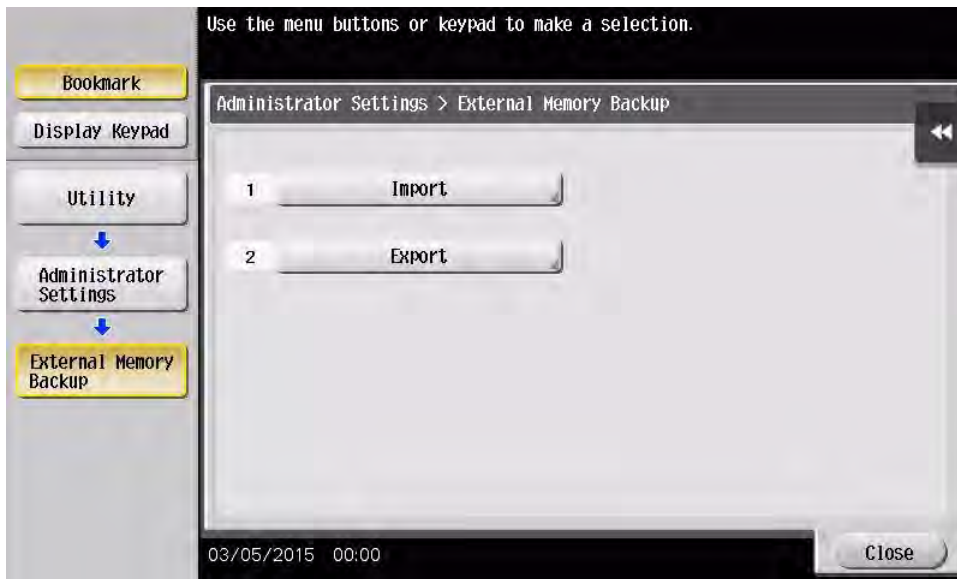 Use the menu buttons or keypad to make a selection.
Bookmark
Display Keypad
Utility
Administrator
Settings
External Memory
Backup
Administrator Settings > External Memory Backup
1 Import
2 Export
03/05/2015 00:00
Close